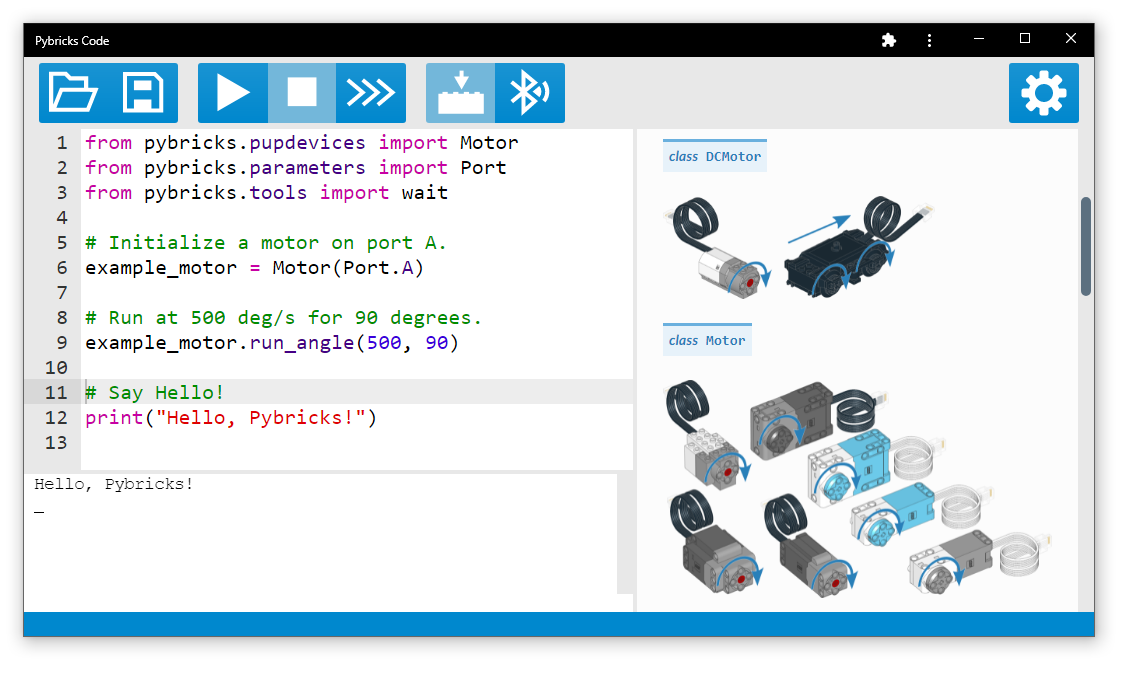 Pybricks Code
1 from pybricks.pupdevices import Motor
2 from pybricks.parameters import Port
3 from pybricks.tools import wait
4
5 # Initialize a motor on port A.
6 example_motor = Motor(Port.A)
7
8 # Run at 500 deg/s for 90 degrees.
9 example_motor.run_angle(500, 90)
10
11 # Say Hello!
12 print("Hello, Pybricks!")
13
Hello, Pybricks!
_
class DCMotor
class Motor